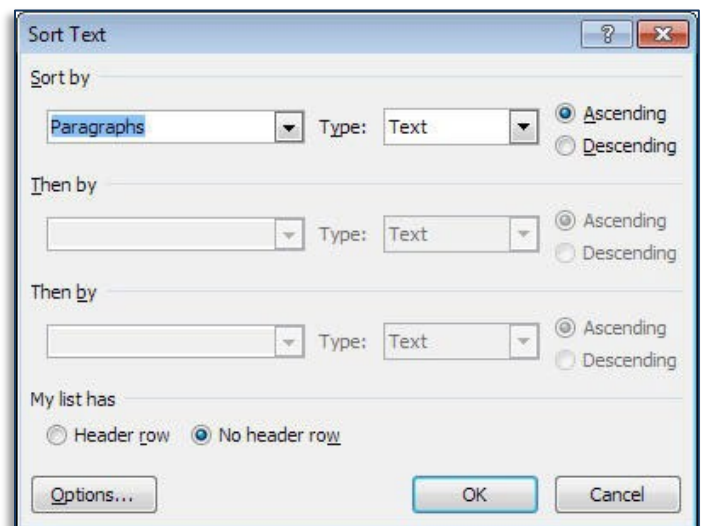 Sort Text
Sort by
Paragraphs Type: Text Ascending
Descending
Then by
Type: Text Ascending
Descending
Then by
Type: Text Ascending
Descending
My list has
Header row No header row
Options... OK Cancel